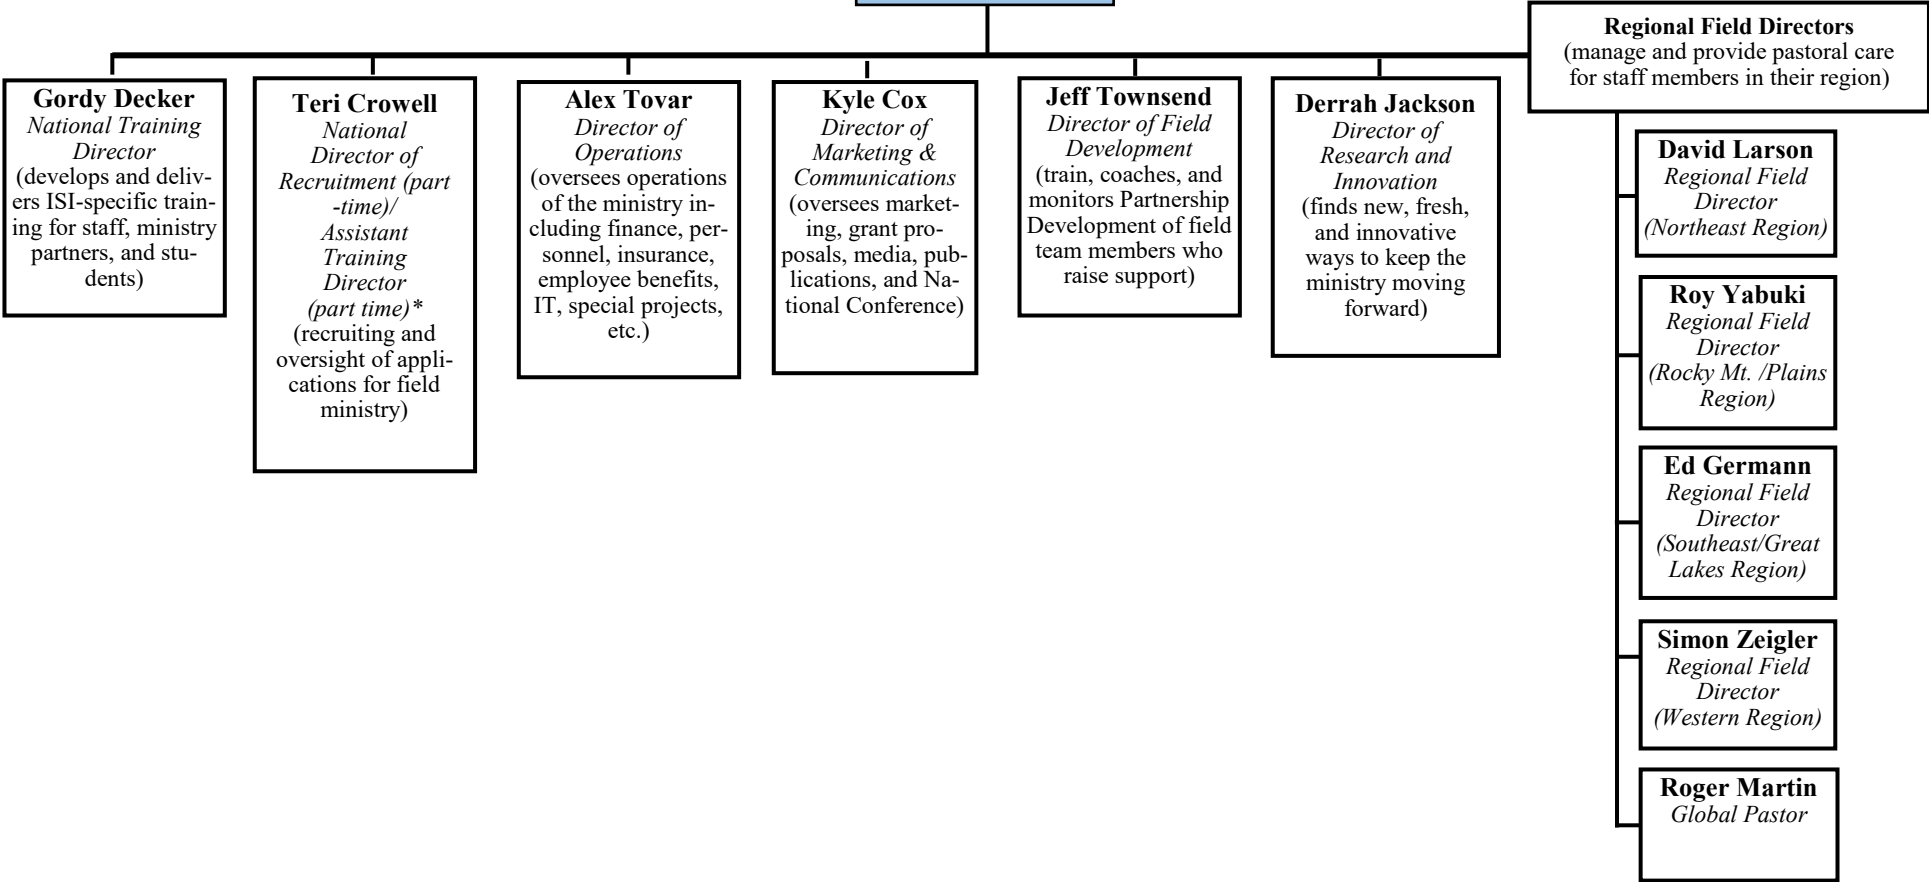 Regional Field Directors
(manage and provide pastoral care
for staff members in their region)
Gordy Decker
National Training
Director
(develops and deliv-
ers ISI-specific train-
ing for staff, ministry
partners, and stu-
dents)
Teri Crowell
National
Director of
Recruitment (part
-time)/
Assistant
Training
Director
(part time)*
(recruiting and
oversight of appli-
cations for field
ministry)
Alex Tovar
Director of
Operations
(oversees operations
of the ministry in-
cluding finance, per-
sonnel, insurance,
employee benefits,
IT, special projects,
etc.)
Kyle Cox
Director of
Marketing &
Communications
(oversees market-
ing, grant pro-
posals, media, pub-
lications, and Na-
tional Conference)
Jeff Townsend
Director of Field
Development
(train, coaches, and
monitors Partnership
Development of field
team members who
raise support)
Derrah Jackson
Director of
Research and
Innovation
(finds new, fresh,
and innovative
ways to keep the
ministry moving
forward)
David Larson
Regional Field
Director
(Northeast Region)
Roy Yabuki
Regional Field
Director
(Rocky Mt. /Plains
Region)
Ed Germann
Regional Field
Director
(Southeast/Great
Lakes Region)
Simon Zeigler
Regional Field
Director
(Western Region)
Roger Martin
Global Pastor